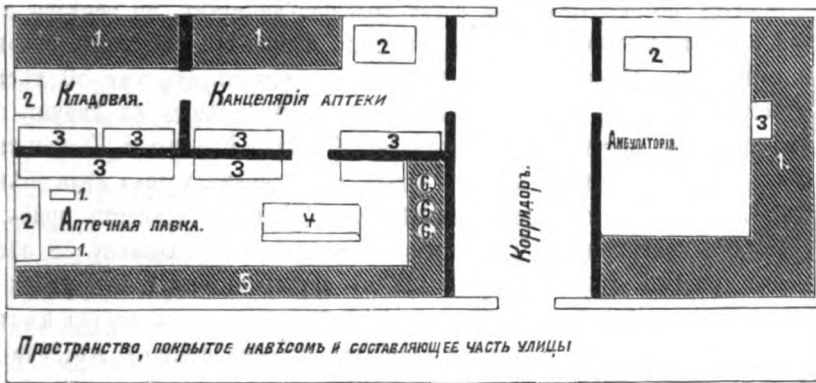 1. 1. 2 2
2 Кладовая. Канцелярія аптеки
3 3 3 3 3
3 3
Амбулаторія. 1.
2 1. 6.
Аптечная лавка. 4 6.
1. 6.
Корридоръ.
5
Пространство, покрытое навѣсомъ и составляющее часть улицы